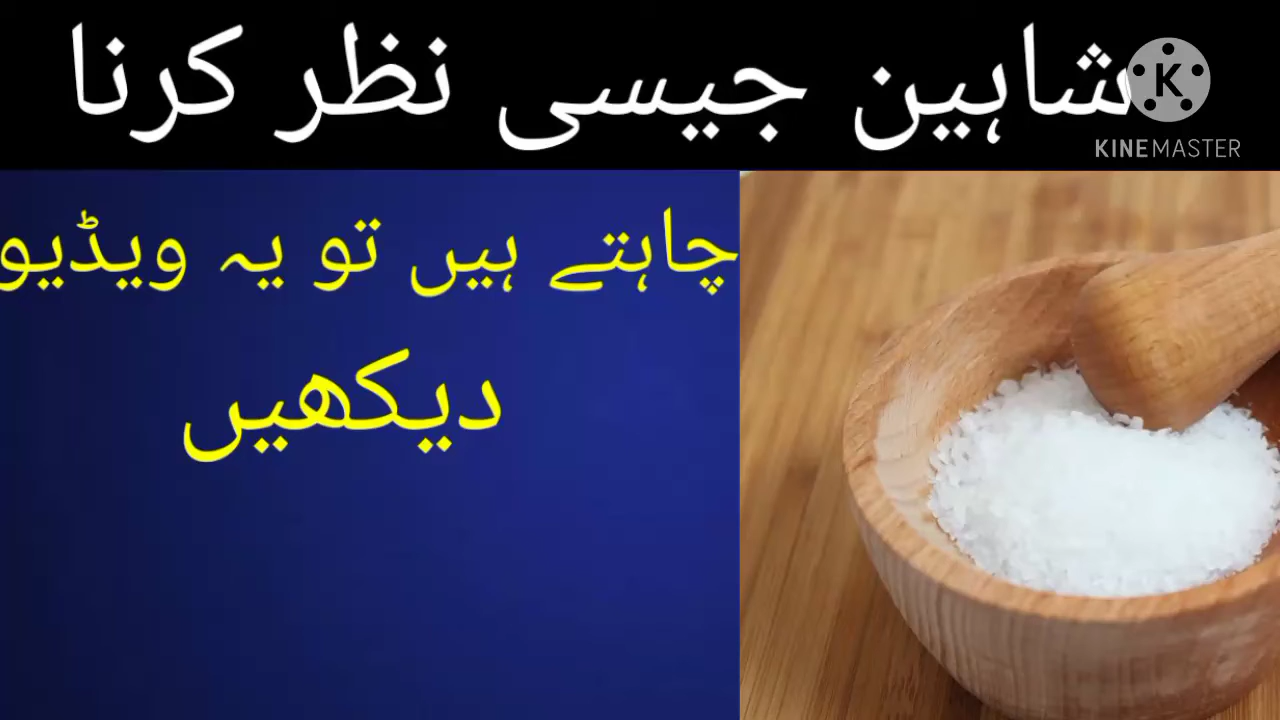 شاہین جیسی نظر کرنا
K
KINEMASTER
چاہتے ہیں تو یہ ویڈیو
دیکھیں